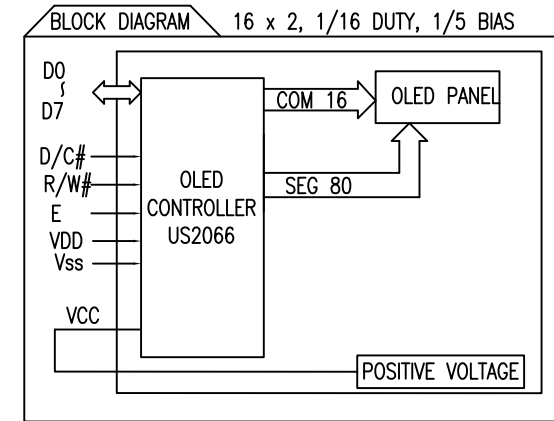 BLOCK DIAGRAM
16 x 2, 1/16 DUTY, 1/5 BIAS
D0
∫
D7
D/C#
R/W#
E
VDD
Vss
VCC
OLED
CONTROLLER
US2066
COM 16
SEG 80
OLED PANEL
POSITIVE VOLTAGE